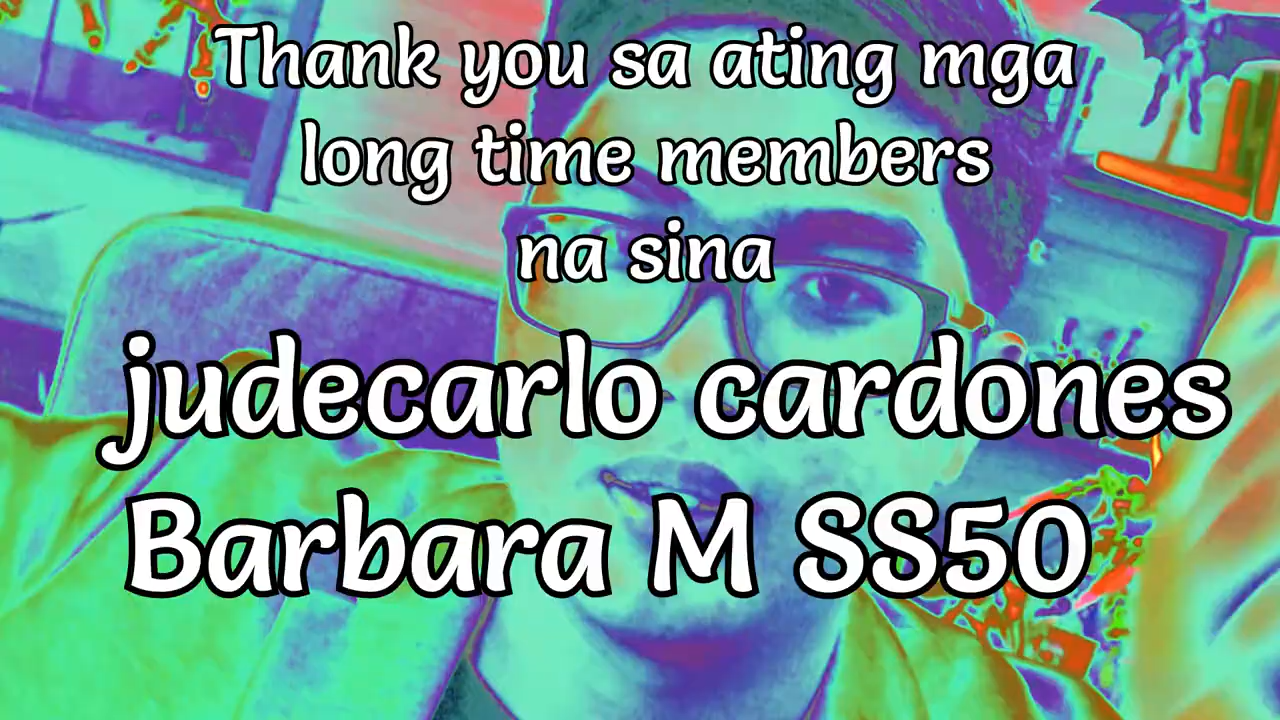 Thank you sa ating mga
long time members
na sina
judecarlo cardones
Barbara M SS50